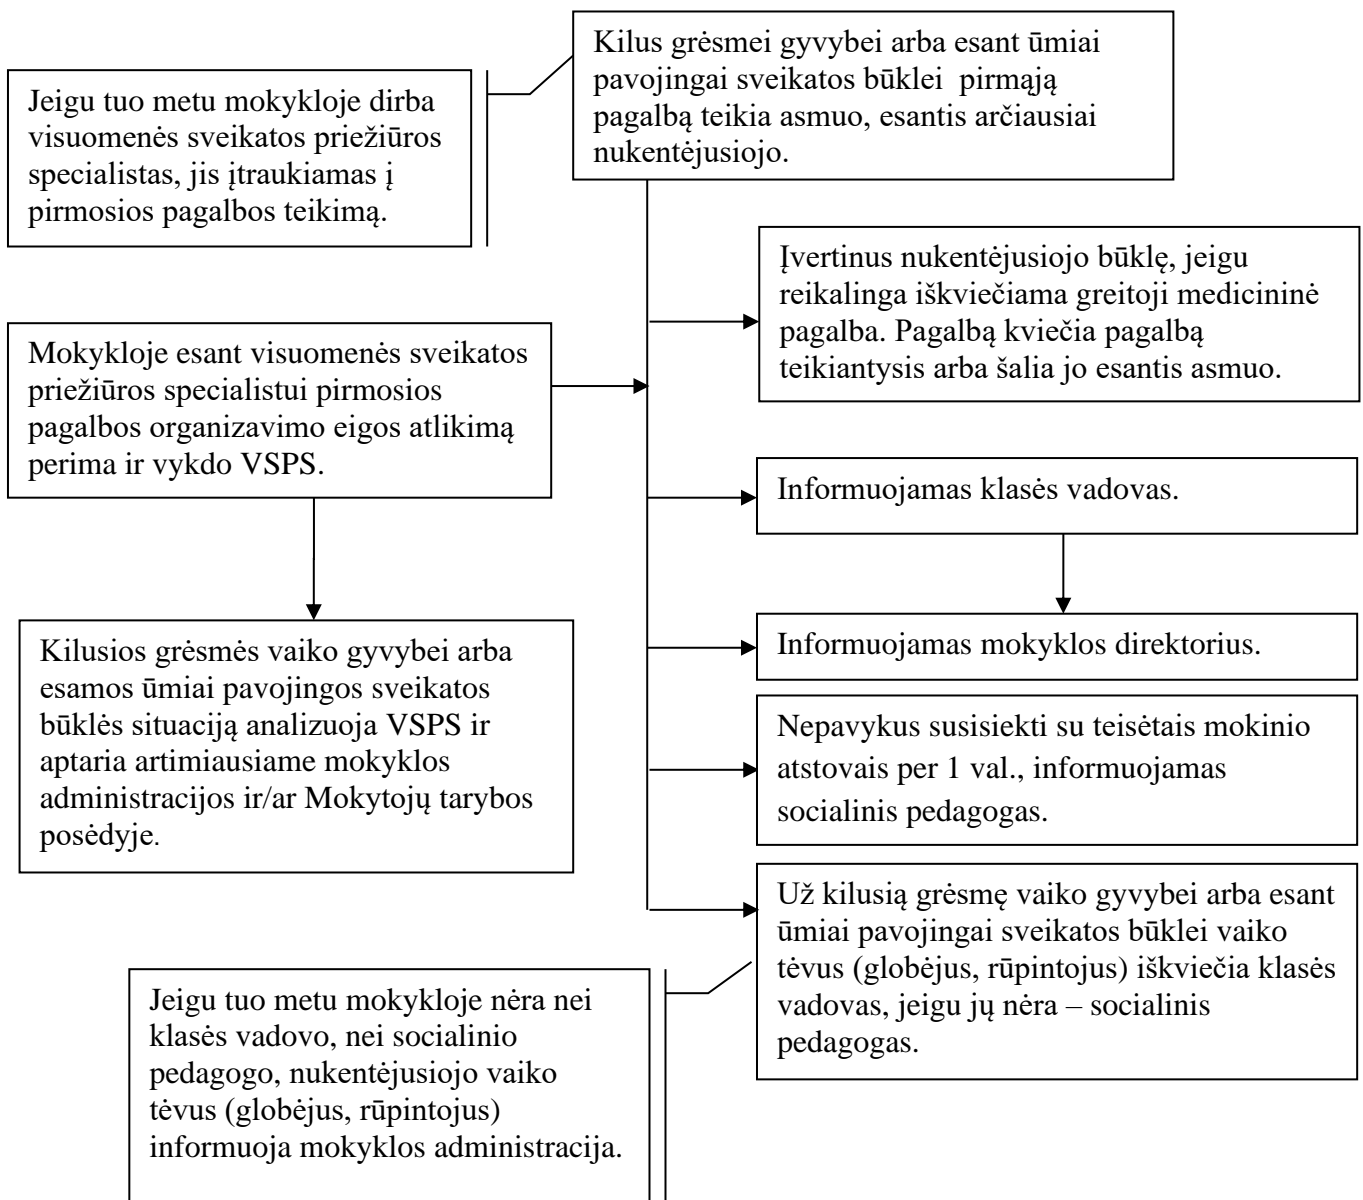 Kilus grėsmei gyvybei arba esant ūmiai
pavojingai sveikatos būklei  pirmąją
pagalbą teikia asmuo, esantis arčiausiai
nukentėjusiojo.
Jeigu tuo metu mokykloje dirba
visuomenės sveikatos priežiūros
specialistas, jis įtraukiamas į
pirmosios pagalbos teikimą.
Įvertinus nukentėjusiojo būklę, jeigu
reikalinga iškviečiama greitoji medicininė
pagalba. Pagalbą kviečia pagalbą
teikiantysis arba šalia jo esantis asmuo.
Mokykloje esant visuomenės sveikatos
priežiūros specialistui pirmosios
pagalbos organizavimo eigos atlikimą
perima ir vykdo VSPS.
Informuojamas klasės vadovas.
Informuojamas mokyklos direktorius.
Kilusios grėsmės vaiko gyvybei arba
esamos ūmiai pavojingos sveikatos
būklės situaciją analizuoja VSPS ir
aptaria artimiausiame mokyklos
administracijos ir/ar Mokytojų tarybos
posėdyje.
Nepavykus susisiekti su teisėtais mokinio
atstovais per 1 val., informuojamas
socialinis pedagogas.
Už kilusią grėsmę vaiko gyvybei arba esant
ūmiai pavojingai sveikatos būklei vaiko
tėvus (globėjus, rūpintojus) iškviečia klasės
vadovas, jeigu jų nėra – socialinis
pedagogas.
Jeigu tuo metu mokykloje nėra nei
klasės vadovo, nei socialinio
pedagogo, nukentėjusiojo vaiko
tėvus (globėjus, rūpintojus)
informuoja mokyklos administracija.